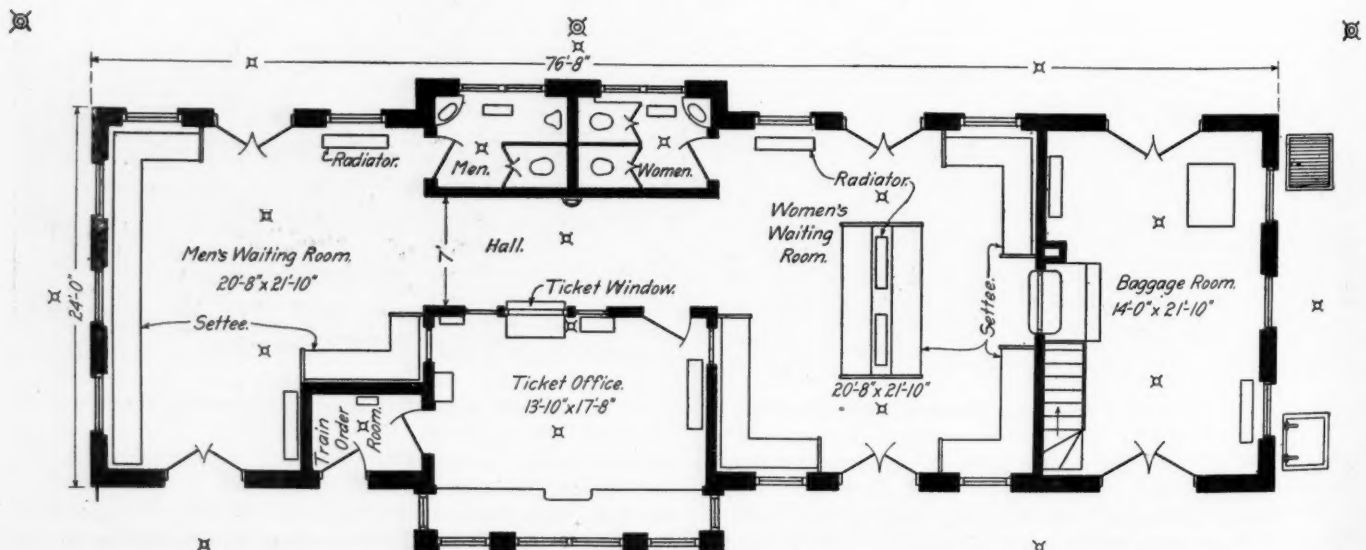 76'-8"
24'-0"
Radiator.
Men.
Women.
Radiator.
Men's Waiting Room.
20'-8" x 21'-10"
7'
Hall.
Women's
Waiting
Room.
Ticket Window.
Settee.
Settee.
Baggage Room.
14'-0" x 21'-10"
Ticket Office.
13'-10" x 17'-8"
20'-8" x 21'-10"
Train
Order
Room.